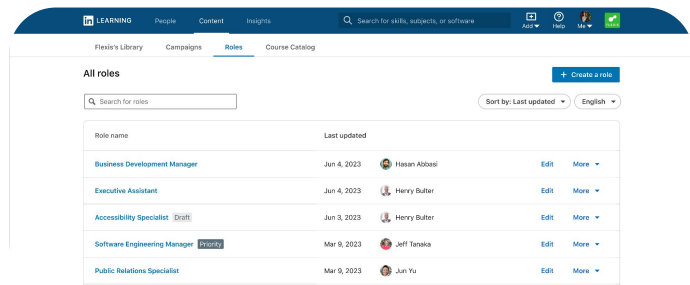 in LEARNING People Content Insights Search for skills, subjects, or software Add Help Me
Flexis's Library Campaigns Roles Course Catalog
All roles + Create a role
Search for roles Sort by: Last updated English
Role name Last updated
Business Development Manager Jun 4, 2023 Hasan Abbasi Edit More
Executive Assistant Jun 4, 2023 Henry Bulter Edit More
Accessibility Specialist Draft Jun 3, 2023 Henry Bulter Edit More
Software Engineering Manager Priority Mar 9, 2023 Jeff Tanaka Edit More
Public Relations Specialist Mar 9, 2023 Jun Yu Edit More